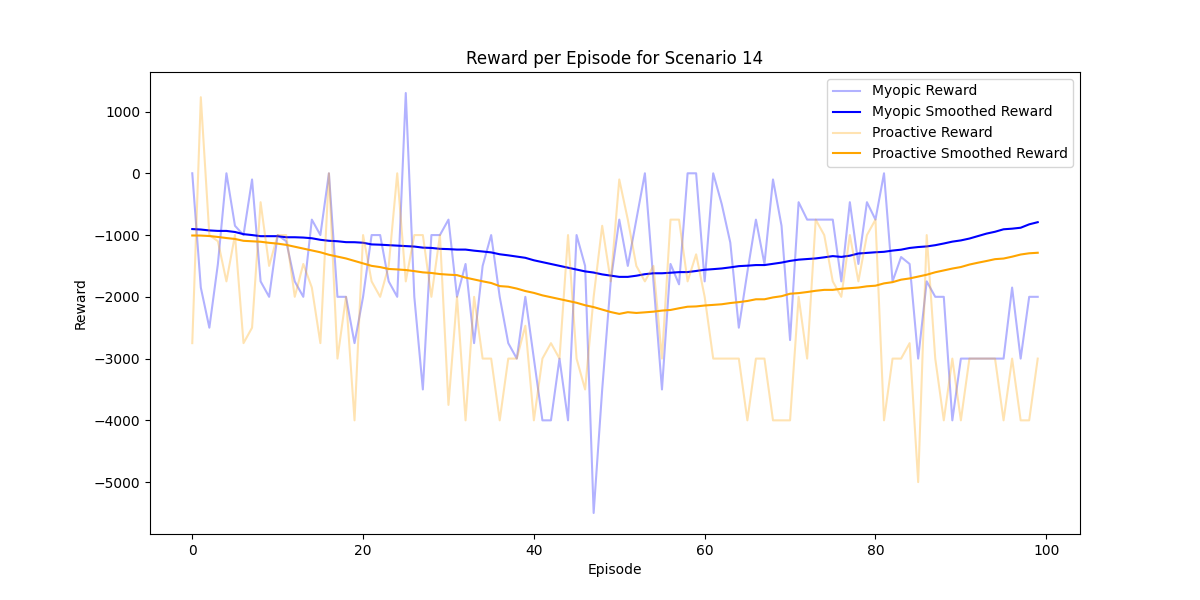 Reward per Episode for Scenario 14
Myopic Reward
Myopic Smoothed Reward
Proactive Reward
Proactive Smoothed Reward
Reward
1000
0
−1000
−2000
−3000
−4000
−5000
0 20 40 60 80 100
Episode